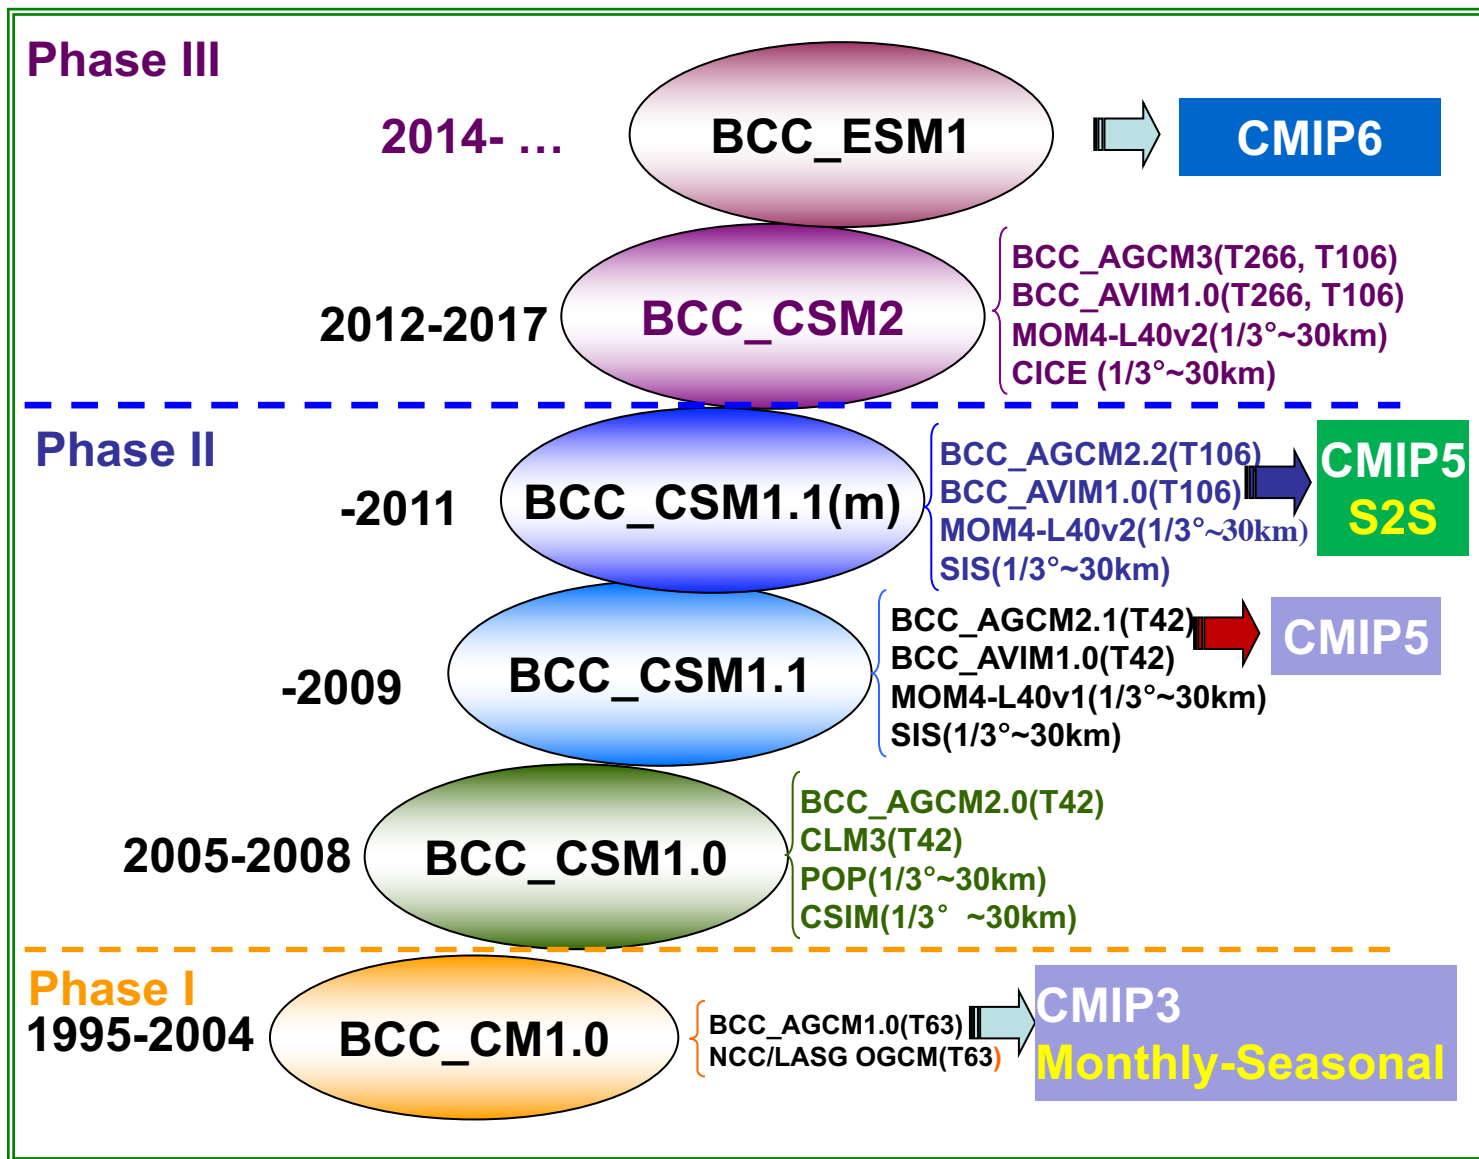 Phase III
2014- …
BCC_ESM1
CMIP6
2012-2017
BCC_CSM2
BCC_AGCM3(T266, T106)
BCC_AVIM1.0(T266, T106)
MOM4-L40v2(1/3°~30km)
CICE (1/3°~30km)
Phase II
-2011
BCC_CSM1.1(m)
BCC_AGCM2.2(T106)
BCC_AVIM1.0(T106)
MOM4-L40v2(1/3°~30km)
SIS(1/3°~30km)
CMIP5
S2S
-2009
BCC_CSM1.1
BCC_AGCM2.1(T42)
BCC_AVIM1.0(T42)
MOM4-L40v1(1/3°~30km)
SIS(1/3°~30km)
CMIP5
2005-2008
BCC_CSM1.0
BCC_AGCM2.0(T42)
CLM3(T42)
POP(1/3°~30km)
CSIM(1/3° ~30km)
Phase I
1995-2004
BCC_CM1.0
BCC_AGCM1.0(T63)
NCC/LASG OGCM(T63)
CMIP3
Monthly-Seasonal